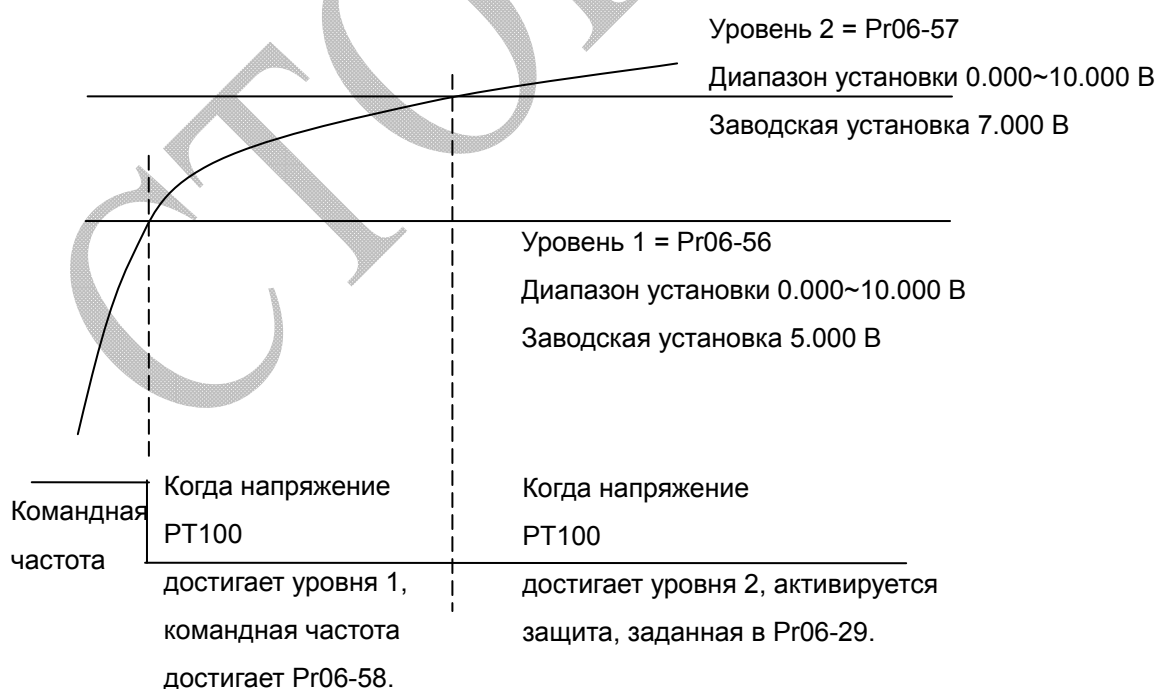 Уровень 2 = Pr06-57
Диапазон установки 0.000~10.000 В
Заводская установка 7.000 В
Уровень 1 = Pr06-56
Диапазон установки 0.000~10.000 В
Заводская установка 5.000 В
Командная
частота
Когда напряжение
PT100
достигает уровня 1,
командная частота
достигает Pr06-58.
Когда напряжение
PT100
достигает уровня 2, активируется
защита, заданная в Pr06-29.